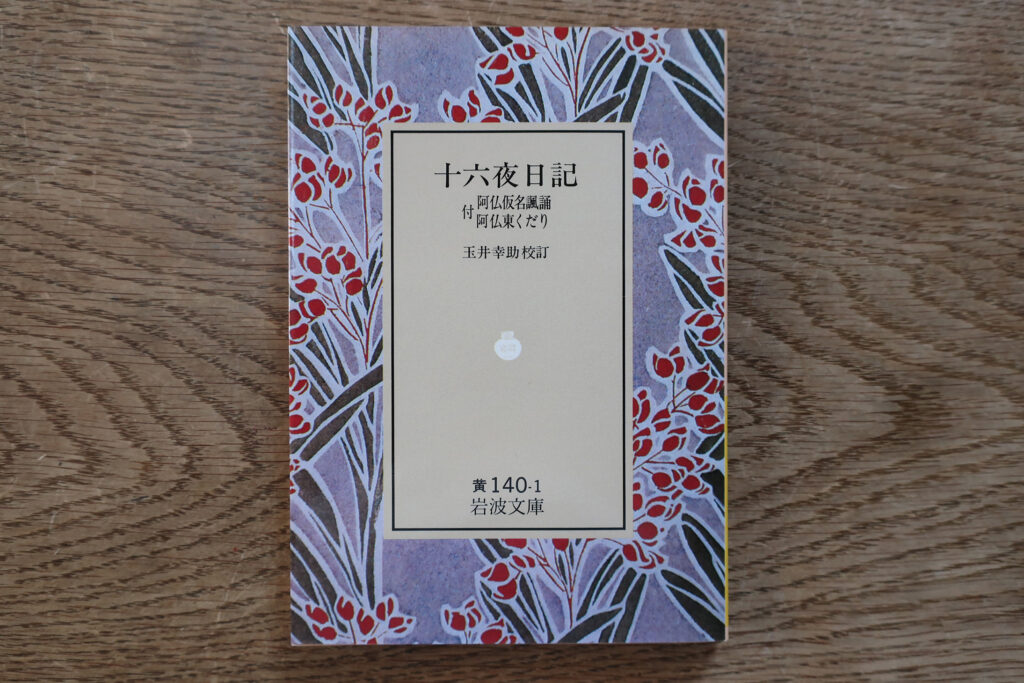 十六夜日記
付 阿仏仮名諷誦
阿仏東くだり
玉井幸助校訂
黄140-1
岩波文庫